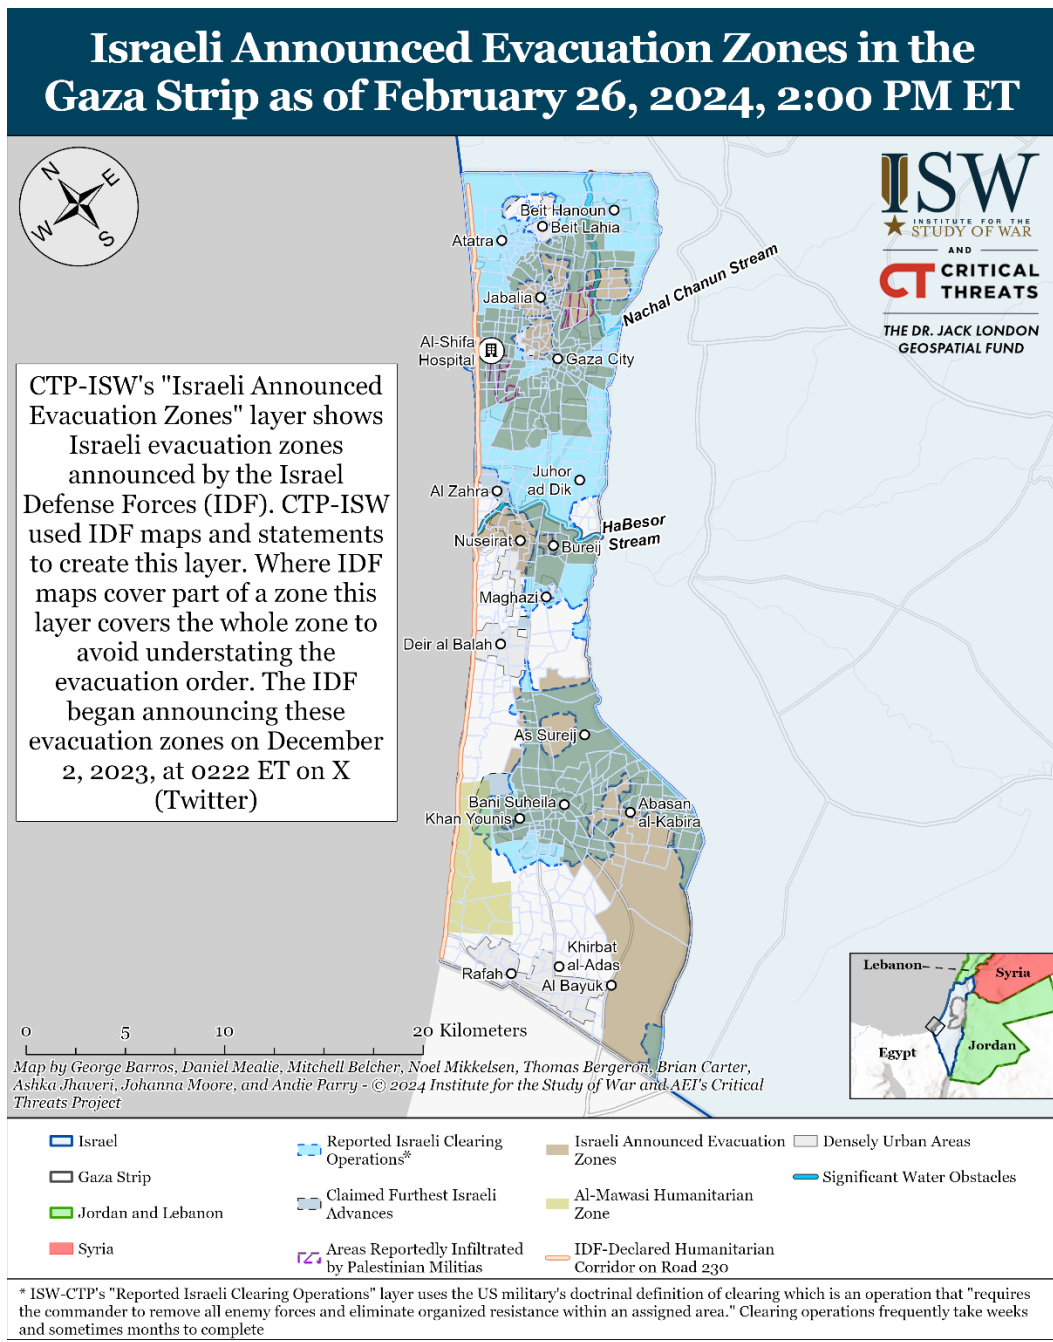 Israeli Announced Evacuation Zones in the
Gaza Strip as of February 26, 2024, 2:00 PM ET
N
E
W
S
ISW
INSTITUTE FOR THE
STUDY OF WAR
AND
CT CRITICAL
THREATS
THE DR. JACK LONDON
GEOSPATIAL FUND
Beit Hanoun
Beit Lahia
Atatra
Nachal Chanun Stream
Jabalia
Al-Shifa
Hospital
Gaza City
CTP-ISW's "Israeli Announced
Evacuation Zones" layer shows
Israeli evacuation zones
announced by the Israel
Defense Forces (IDF). CTP-ISW
used IDF maps and statements
to create this layer. Where IDF
maps cover part of a zone this
layer covers the whole zone to
avoid understating the
evacuation order. The IDF
began announcing these
evacuation zones on December
2, 2023, at 0222 ET on X
(Twitter)
Juhor
ad Dik
Al Zahra
HaBesor
Stream
Nuseirat
Bureij
Maghazi
Deir al Balah
As Sureij
Bani Suheila
Abasan
al-Kabira
Khan Younis
Khirbat
al-Adas
Rafah
Al Bayuk
Lebanon
Syria
Egypt
Jordan
0 5 10 20 Kilometers
Map by George Barros, Daniel Mealie, Mitchell Belcher, Noel Mikkelsen, Thomas Bergeron, Brian Carter,
Ashka Jhaveri, Johanna Moore, and Andie Parry - © 2024 Institute for the Study of War and AEI's Critical
Threats Project
Israel
Gaza Strip
Jordan and Lebanon
Syria
Reported Israeli Clearing
Operations*
Claimed Furthest Israeli
Advances
Areas Reportedly Infiltrated
by Palestinian Militias
Israeli Announced Evacuation
Zones
Al-Mawasi Humanitarian
Zone
IDF-Declared Humanitarian
Corridor on Road 230
Densely Urban Areas
Significant Water Obstacles
* ISW-CTP's "Reported Israeli Clearing Operations" layer uses the US military's doctrinal definition of clearing which is an operation that "requires
the commander to remove all enemy forces and eliminate organized resistance within an assigned area." Clearing operations frequently take weeks
and sometimes months to complete